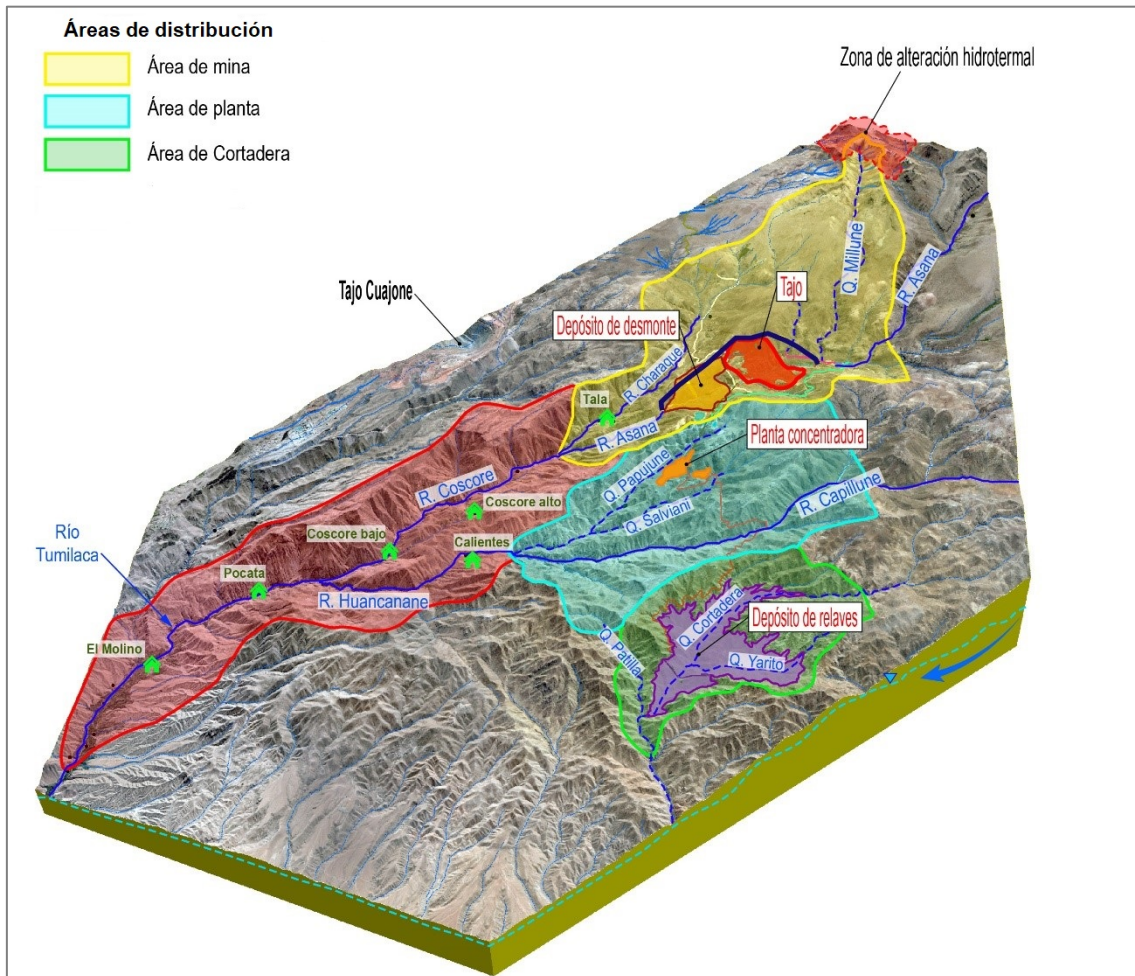 Áreas de distribución
Área de mina
Área de planta
Área de Cortadera
Zona de alteración hidrotermal
Q. Millune
R. Asana
Tajo Cuajone
Tajo
Depósito de desmonte
R. Charaque
Tala
R. Asana
Planta concentradora
Q. Papujune
R. Coscore
Q. Salviani
R. Capillune
Coscore alto
Coscore bajo
Calientes
Río
Tumilaca
Pocata
R. Huancanane
El Molino
Q. Cortadera
Depósito de relaves
Q. Patilla
Q. Yarito